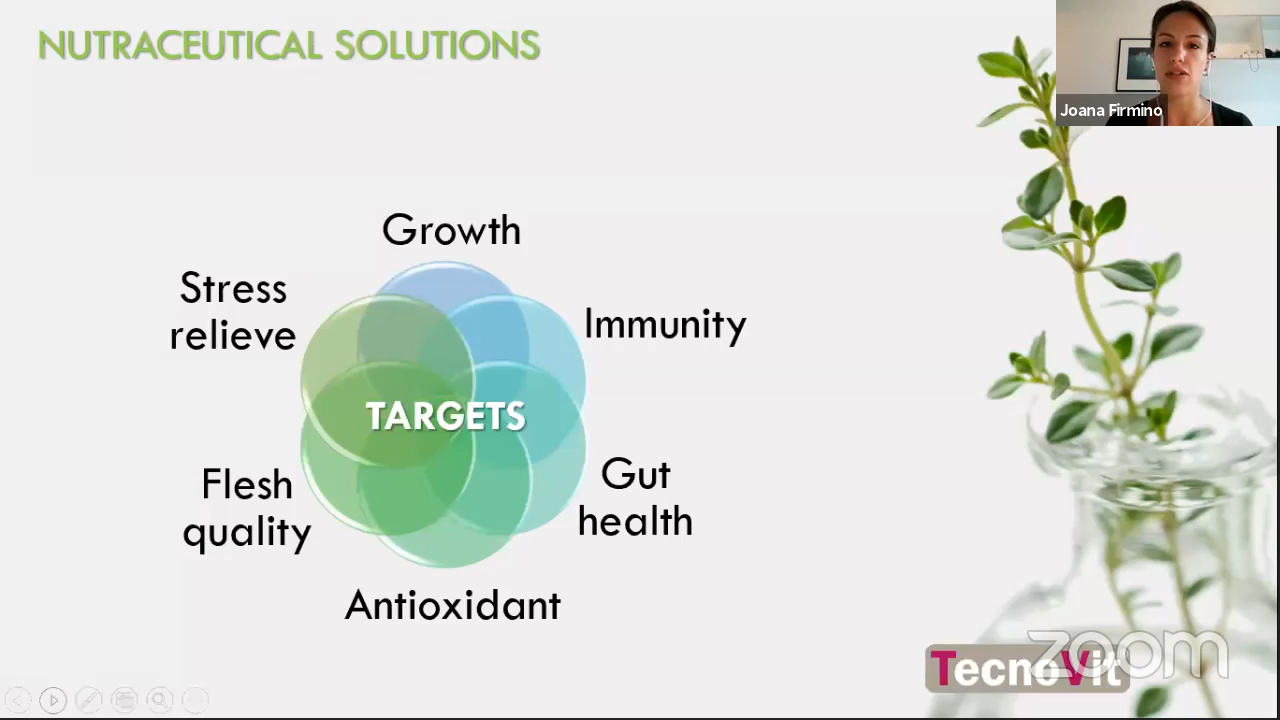 NUTRACEUTICAL SOLUTIONS
Joana Firmino
Growth
Stress
relieve
Immunity
TARGETS
Flesh
quality
Gut
health
Antioxidant
zoom
TecnoVit